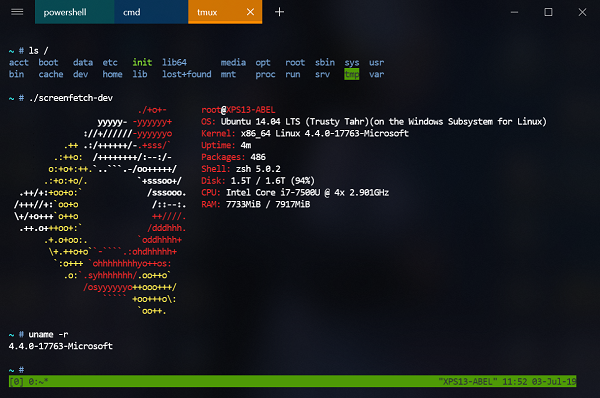 powershell cmd tmux
~ # ls /
acct boot data etc init lib64 media opt root sbin sys usr
bin cache dev home lib lost+found mnt proc run srv tmp var
~ # ./screenfetch-dev
./+o+- root@XPS13-ABEL
yyyyy- -yyyyyy+ OS: Ubuntu 14.04 LTS (Trusty Tahr)(on the Windows Subsystem for Linux)
://+//////-yyyyyyo Kernel: x86_64 Linux 4.4.0-17763-Microsoft
.++ .:/++++++/-.+sss/` Uptime: 4m
.:++o: /++++++++/:--:/- Packages: 486
o:+o+:++.`..```.-/oo+++++/ Shell: zsh 5.0.2
.:+o:+o/. `+sssoo+/ Disk: 1.5T / 1.6T (94%)
.++/+:+oo+o:` /sssooo. CPU: Intel Core i7-7500U @ 4x 2.901GHz
/+++//+:`oo+o /::--:. RAM: 7733MiB / 7917MiB
\+/+o+++`o++o ++////.
.++.o+++oo+:` /dddhhh.
.+.o+oo:. `oddhhhh+
\+.++o+o``-````.:ohdhhhhh+
`:o+++ `ohhhhhhhhyo++os:
.o:`.syhhhhhhh/.oo++o`
/osyyyyyyo++ooo+++/
````` +oo+++o\:
`oo++.
~ # uname -r
4.4.0-17763-Microsoft
~ #
[0] 0:~* "XPS13-ABEL" 11:52 03-Jul-19